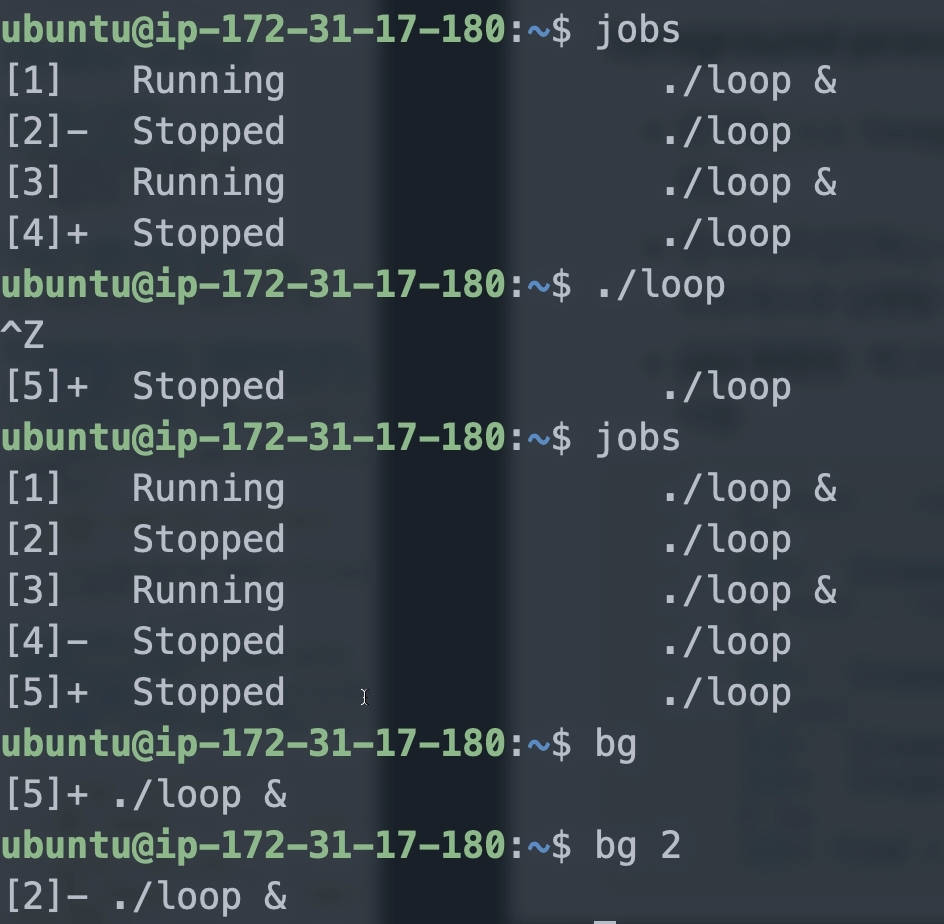 ubuntu@ip-172-31-17-180:~$ jobs
[1]   Running                 ./loop &
[2]-  Stopped                 ./loop
[3]   Running                 ./loop &
[4]+  Stopped                 ./loop
ubuntu@ip-172-31-17-180:~$ ./loop
^Z
[5]+  Stopped                 ./loop
ubuntu@ip-172-31-17-180:~$ jobs
[1]   Running                 ./loop &
[2]   Stopped                 ./loop
[3]   Running                 ./loop &
[4]-  Stopped                 ./loop
[5]+  Stopped                 ./loop
ubuntu@ip-172-31-17-180:~$ bg
[5]+ ./loop &
ubuntu@ip-172-31-17-180:~$ bg 2
[2]- ./loop &